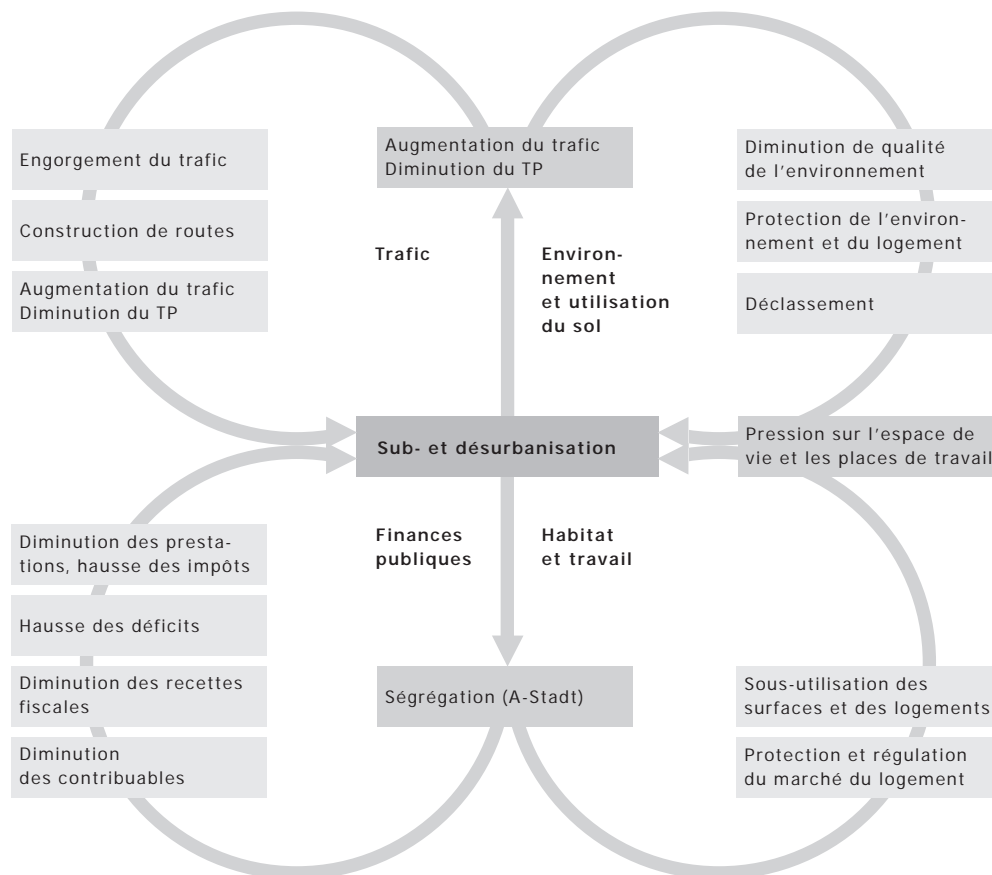 Engorgement du trafic
Construction de routes
Augmentation du trafic
Diminution du TP
Augmentation du trafic
Diminution du TP
Trafic
Environ-
nement
et utilisation
du sol
Diminution de qualité
de l'environnement
Protection de l'environ-
nement et du logement
Déclassement
Sub- et désurbanisation
Pression sur l'espace de
vie et les places de travail
Finances
publiques
Habitat
et travail
Diminution des presta-
tions, hausse des impôts
Hausse des déficits
Diminution des recettes
fiscales
Diminution
des contribuables
Ségrégation (A-Stadt)
Sous-utilisation des
surfaces et des logements
Protection et régulation
du marché du logement